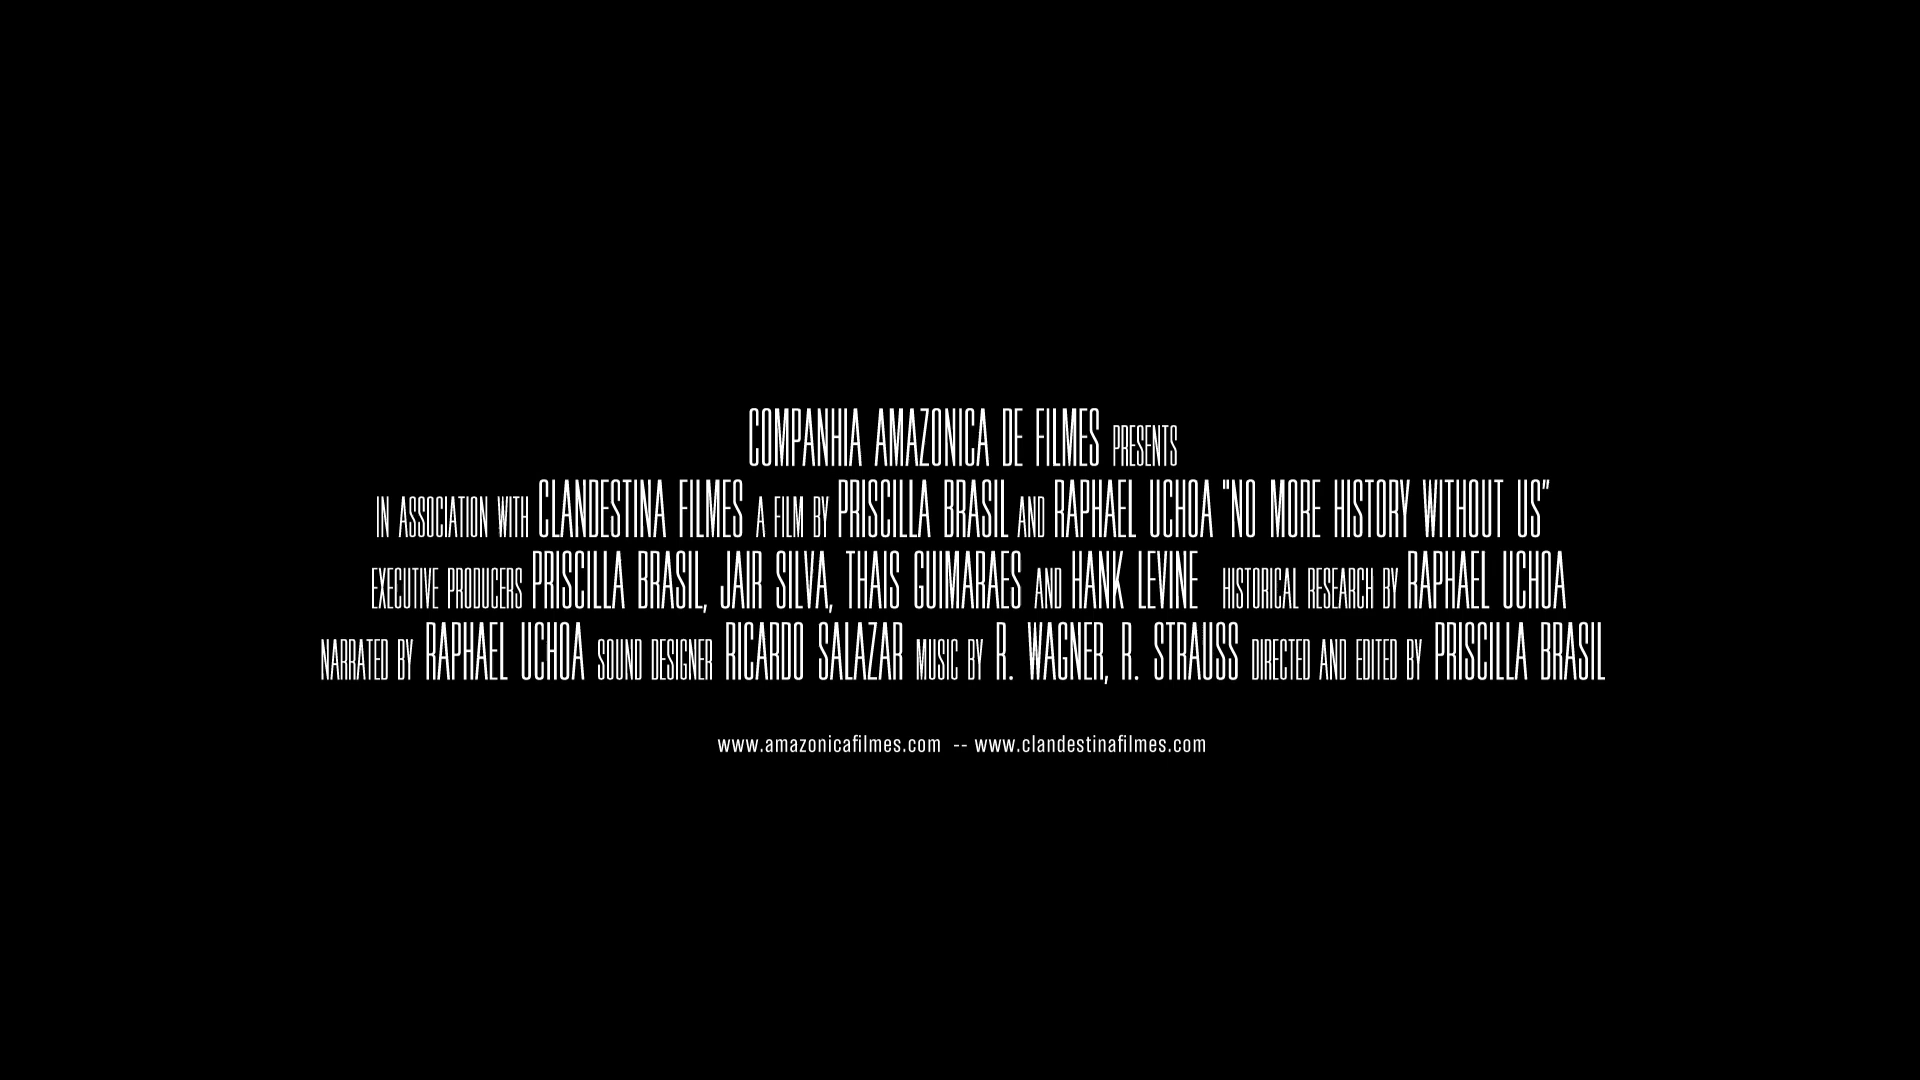 COMPANHIA AMAZONICA DE FILMES PRESENTS
IN ASSOCIATION WITH CLANDESTINA FILMES A FILM BY PRISCILLA BRASIL AND RAPHAEL UCHOA "NO MORE HISTORY WITHOUT US”
EXECUTIVE PRODUCERS PRISCILLA BRASIL, JAIR SILVA, THAIS GUIMARAES AND HANK LEVINE HISTORICAL RESEARCH BY RAPHAEL UCHOA
NARRATED BY RAPHAEL UCHOA SOUND DESIGNER RICARDO SALAZAR MUSIC BY R. WAGNER, R. STRAUSS DIRECTED AND EDITED BY PRISCILLA BRASIL
www.amazonicafilmes.com -- www.clandestinafilmes.com